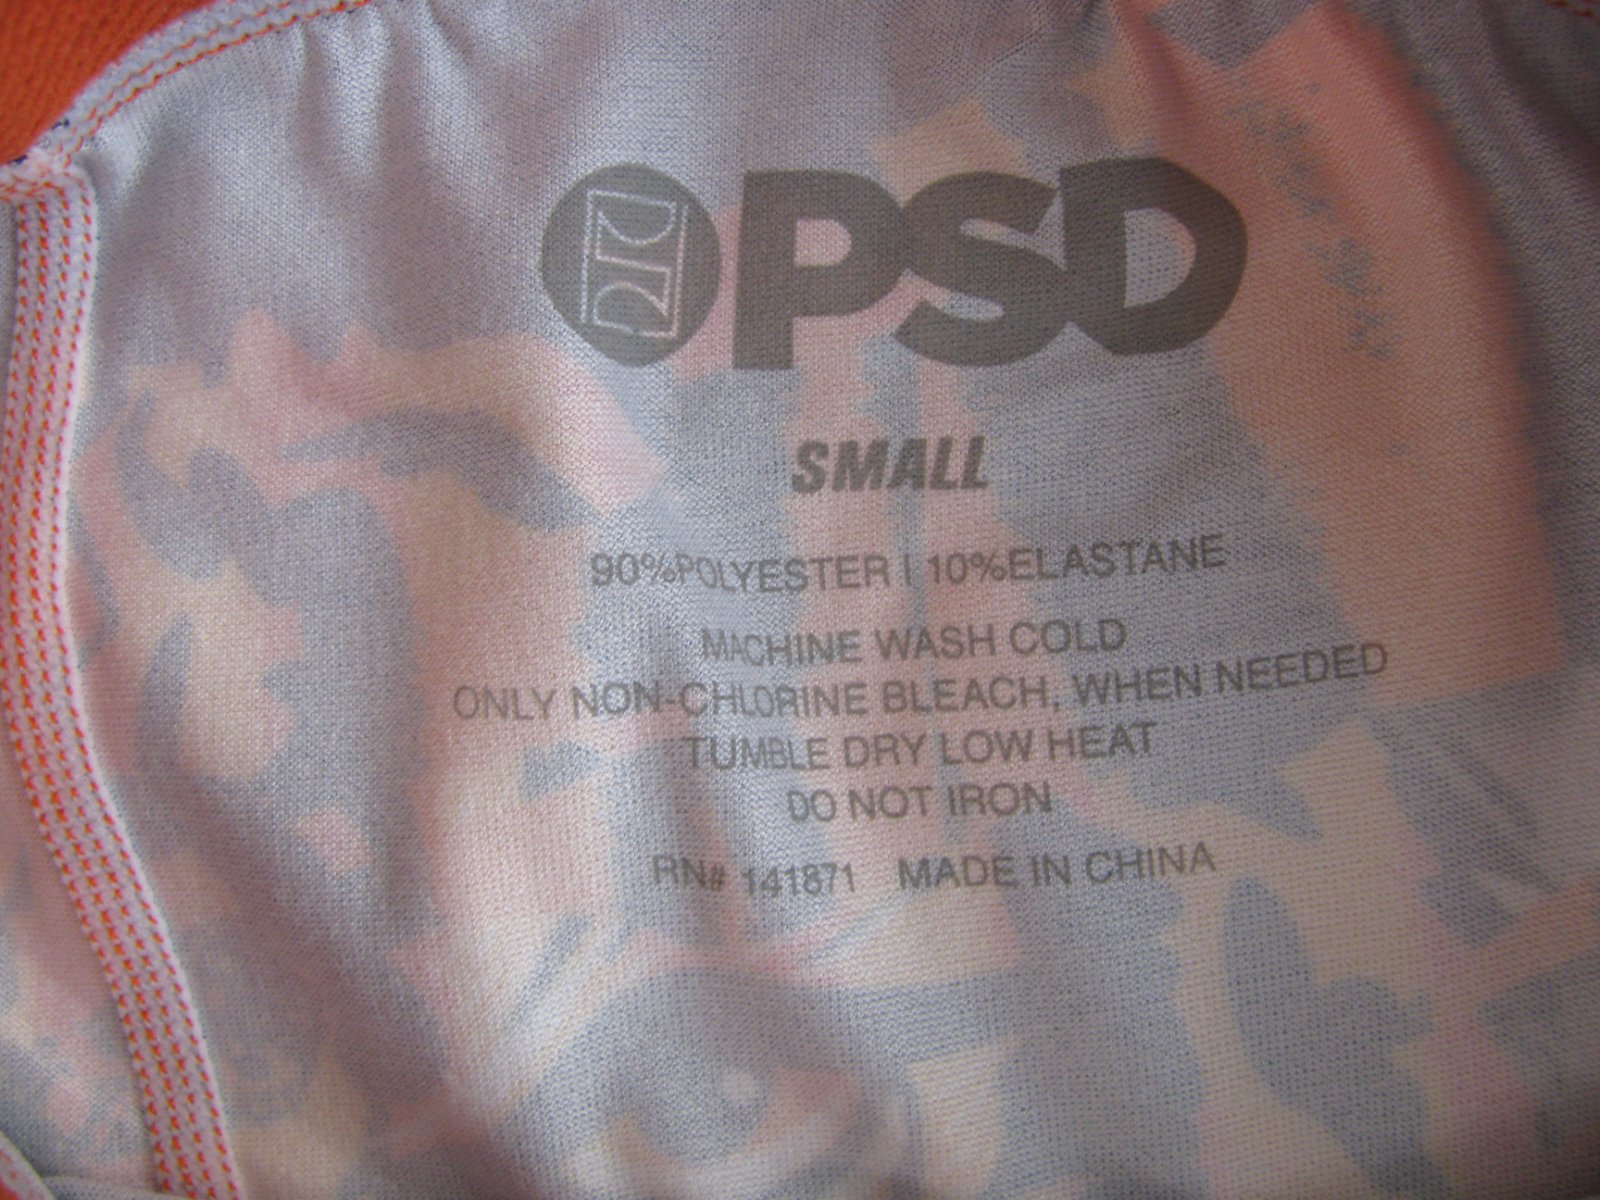 PSD
SMALL
90%POLYESTER | 10%ELASTANE
MACHINE WASH COLD
ONLY NON-CHLORINE BLEACH, WHEN NEEDED
TUMBLE DRY LOW HEAT
DO NOT IRON
RN# 141871 MADE IN CHINA